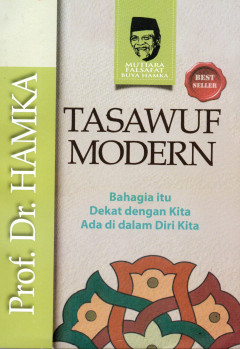 MUTIARA
FALSAFAT
BUYA HAMKA
BEST
SELLER
Prof. Dr. HAMKA
TASAWUF
MODERN
Bahagia itu
Dekat dengan Kita
Ada di dalam Diri Kita